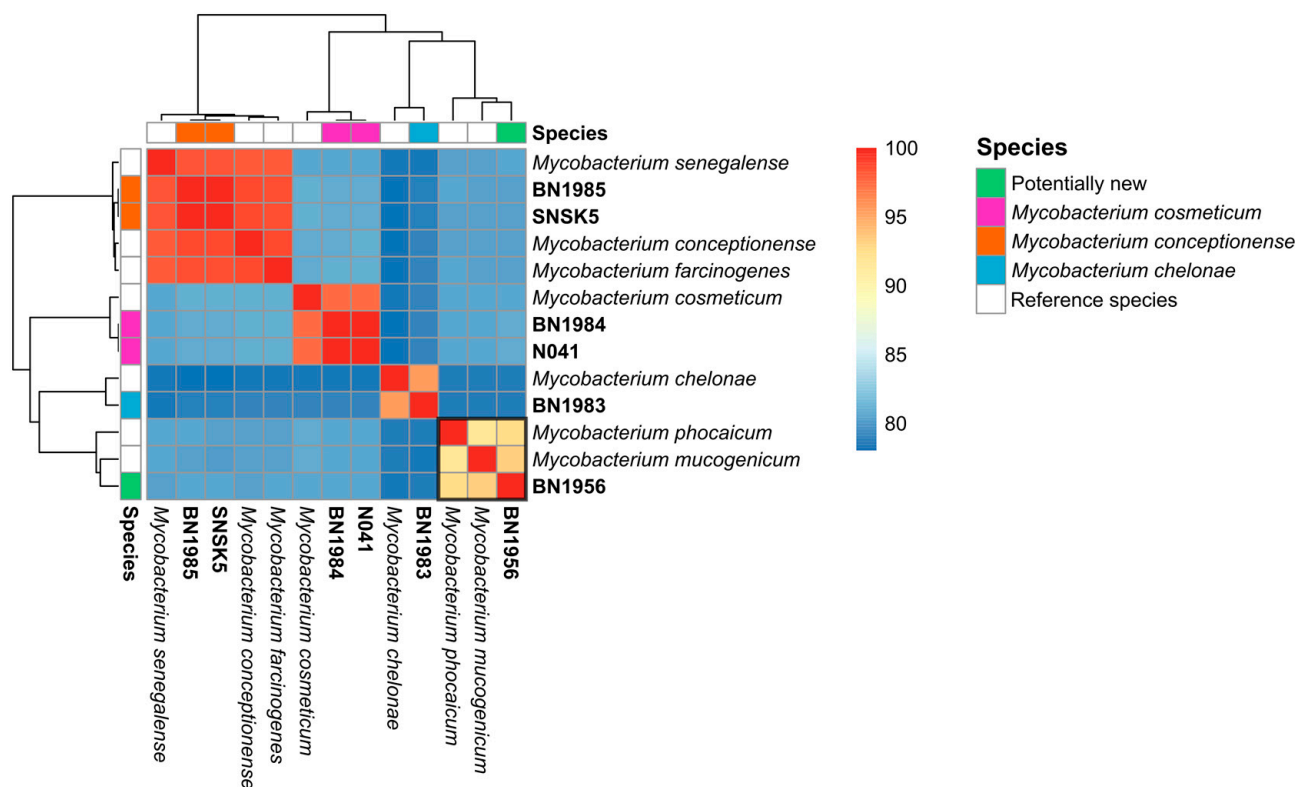 Species
Mycobacterium senegalense
BN1985
SNSK5
Mycobacterium conceptionense
Mycobacterium farcinogenes
Mycobacterium cosmeticum
BN1984
N041
Mycobacterium chelonae
BN1983
Mycobacterium phocaicum
Mycobacterium mucogenicum
BN1956
100
95
90
85
80
Species
Potentially new
Mycobacterium cosmeticum
Mycobacterium conceptionense
Mycobacterium chelonae
Reference species
Species
Mycobacterium senegalense
BN1985
SNSK5
Mycobacterium conceptionense
Mycobacterium farcinogenes
Mycobacterium cosmeticum
BN1984
N041
Mycobacterium chelonae
BN1983
Mycobacterium phocaicum
Mycobacterium mucogenicum
BN1956